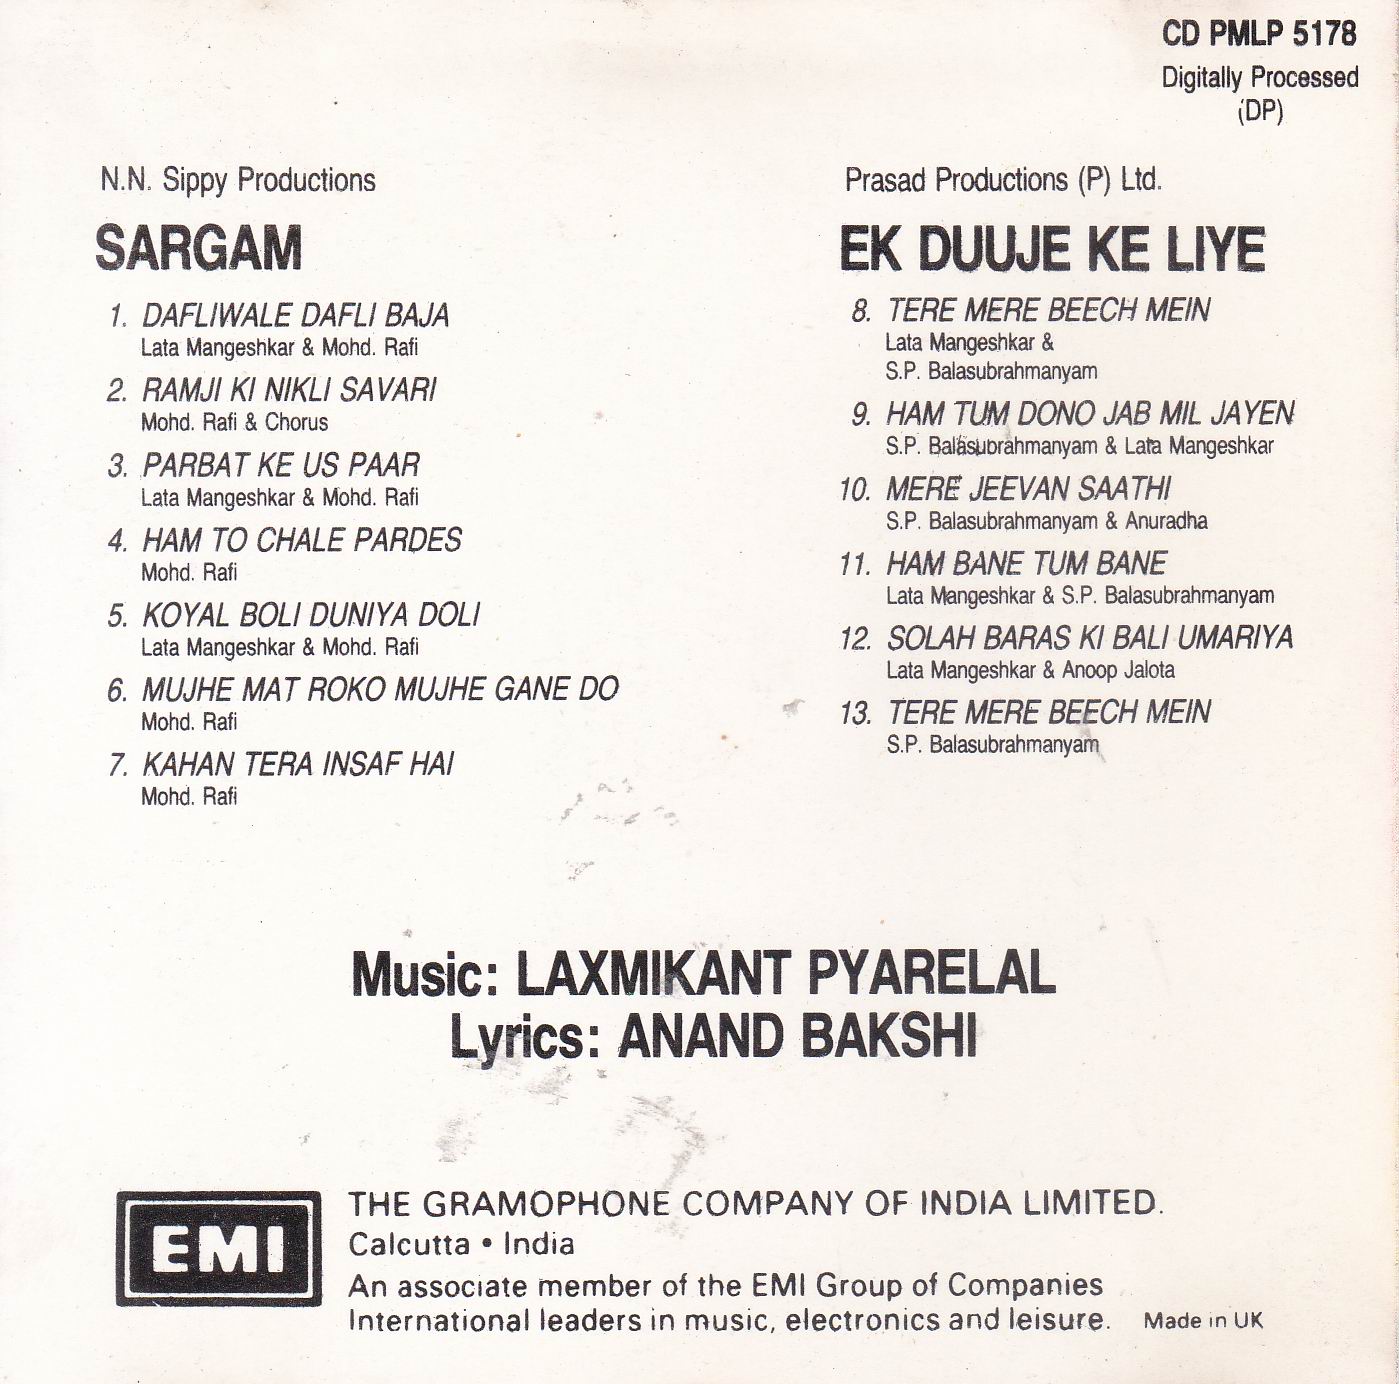 CD PMLP 5178
Digitally Processed
(DP)
N.N. Sippy Productions
SARGAM
1. DAFLIWALE DAFLI BAJA
Lata Mangeshkar & Mohd. Rafi
2. RAMJI KI NIKLI SAVARI
Mohd. Rafi & Chorus
3. PARBAT KE US PAAR
Lata Mangeshkar & Mohd. Rafi
4. HAM TO CHALE PARDES
Mohd. Rafi
5. KOYAL BOLI DUNIYA DOLI
Lata Mangeshkar & Mohd. Rafi
6. MUJHE MAT ROKO MUJHE GANE DO
Mohd. Rafi
7. KAHAN TERA INSAF HAI
Mohd. Rafi
Prasad Productions (P) Ltd.
EK DUUJE KE LIYE
8. TERE MERE BEECH MEIN
Lata Mangeshkar &
S.P. Balasubrahmanyam
9. HAM TUM DONO JAB MIL JAYEN
S.P. Balasubrahmanyam & Lata Mangeshkar
10. MERE JEEVAN SAATHI
S.P. Balasubrahmanyam & Anuradha
11. HAM BANE TUM BANE
Lata Mangeshkar & S.P. Balasubrahmanyam
12. SOLAH BARAS KI BALI UMARIYA
Lata Mangeshkar & Anoop Jalota
13. TERE MERE BEECH MEIN
S.P. Balasubrahmanyam
Music: LAXMIKANT PYARELAL
Lyrics: ANAND BAKSHI
EMI
THE GRAMOPHONE COMPANY OF INDIA LIMITED.
Calcutta • India
An associate member of the EMI Group of Companies
International leaders in music, electronics and leisure.
Made in UK